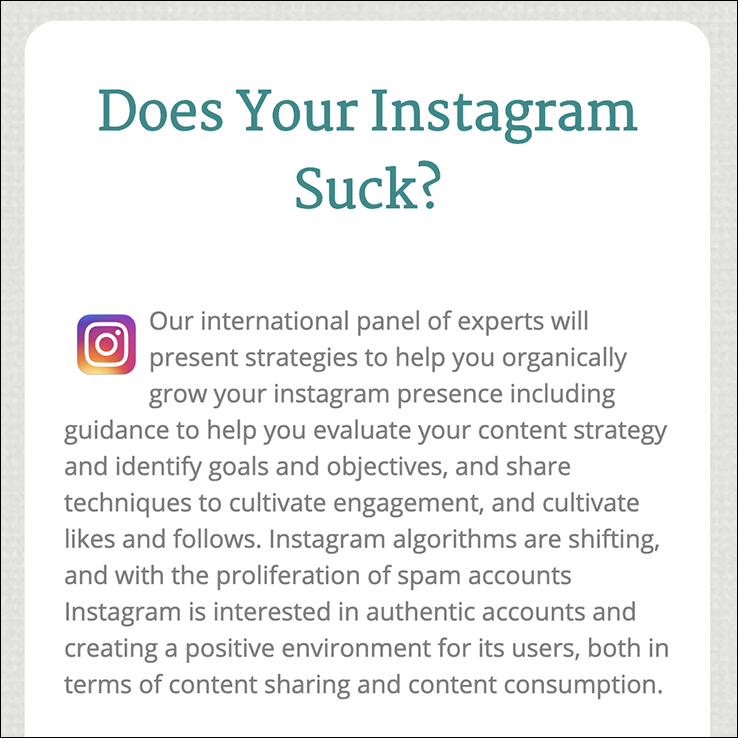 Does Your Instagram
Suck?
Our international panel of experts will
present strategies to help you organically
grow your instagram presence including
guidance to help you evaluate your content strategy
and identify goals and objectives, and share
techniques to cultivate engagement, and cultivate
likes and follows. Instagram algorithms are shifting,
and with the proliferation of spam accounts
Instagram is interested in authentic accounts and
creating a positive environment for its users, both in
terms of content sharing and content consumption.